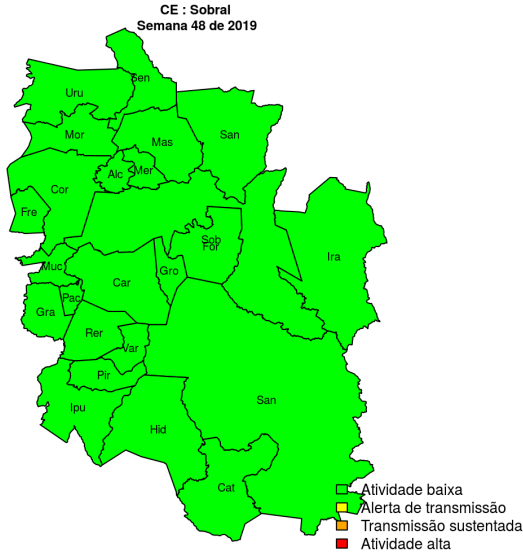 CE : Sobral
Semana 48 de 2019
Sen
Uru
Mor
Mas
San
Alc
Mer
Cor
Fre
Sob
For
Ira
Muc
Gro
Car
Pac
Gra
Rer
Var
Pir
San
Ipu
Hid
Cat
Atividade baixa
Alerta de transmissão
Transmissão sustentada
Atividade alta